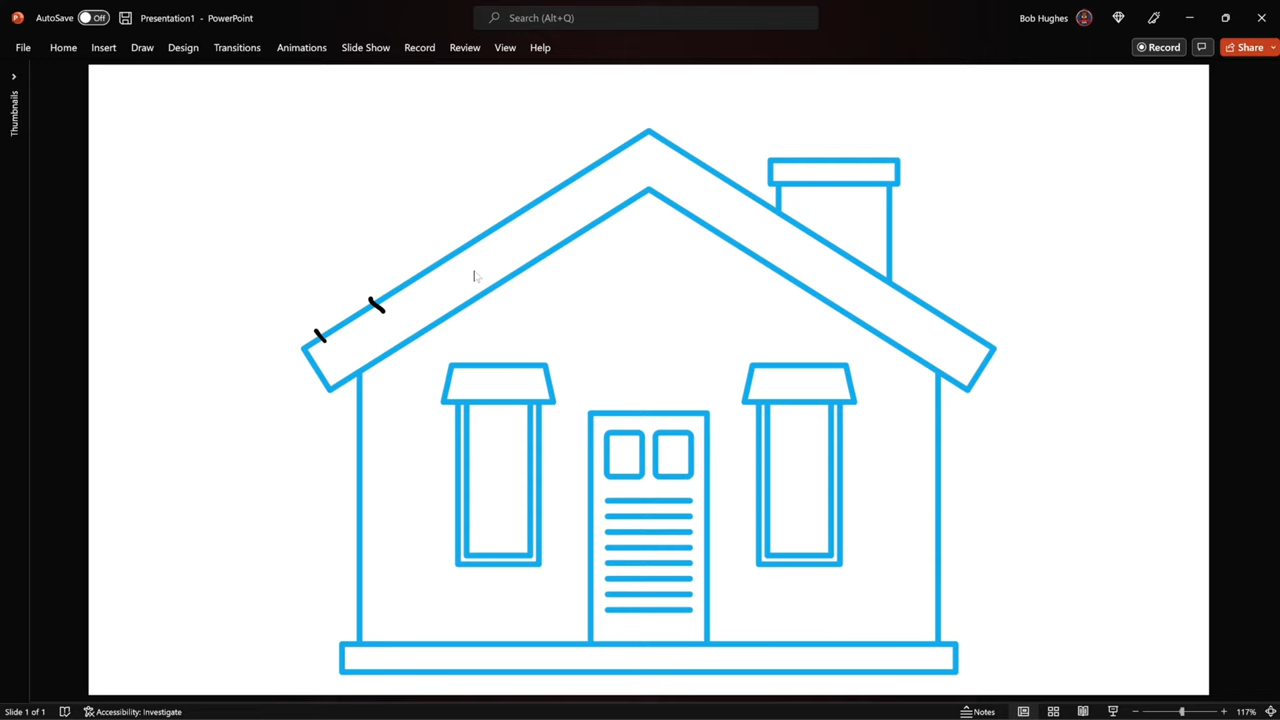 AutoSave Off Presentation1 - PowerPoint Search (Alt+Q) Bob Hughes
File Home Insert Draw Design Transitions Animations Slide Show Record Review View Help Record Share
Thumbnails
Slide 1 of 1 Accessibility: Investigate Notes 117%